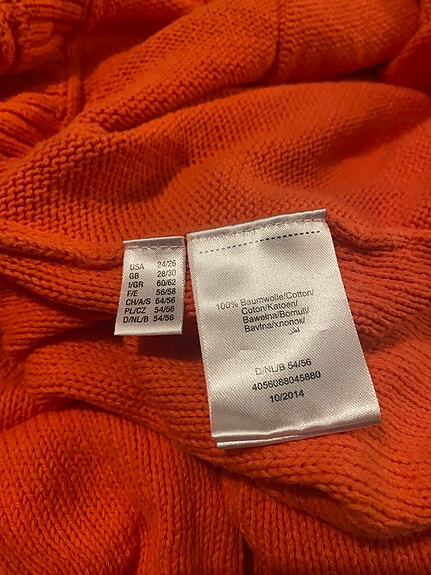 USA 24/26
GB 28/30
I/GR 60/62
F/E 56/58
CH/A/S 54/56
PL/CZ 54/56
D/NL/B 54/56
100% Baumwolle/Cotton/
Coton/Katoen/
Bawełna/Bomull/
Bavlna/хлопок/
D/NL/B 54/56
4056088045880
10/2014